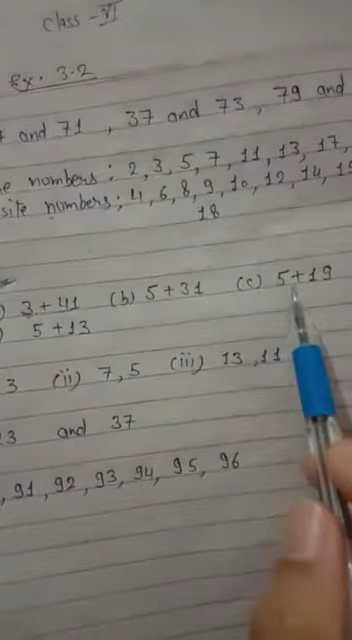 class - VI
Ex. 3.2
and 71 , 37 and 73 , 79 and
numbers ; 2, 3, 5, 7, 11, 13, 17,
numbers ; 4, 6, 8, 9, 10, 12, 14, 15
18
) 3+41 (b) 5+31 (c) 5+19
) 5+13
3 (ii) 7, 5 (iii) 13 , 11
23 and 37
, 91, 92, 93, 94, 95, 96